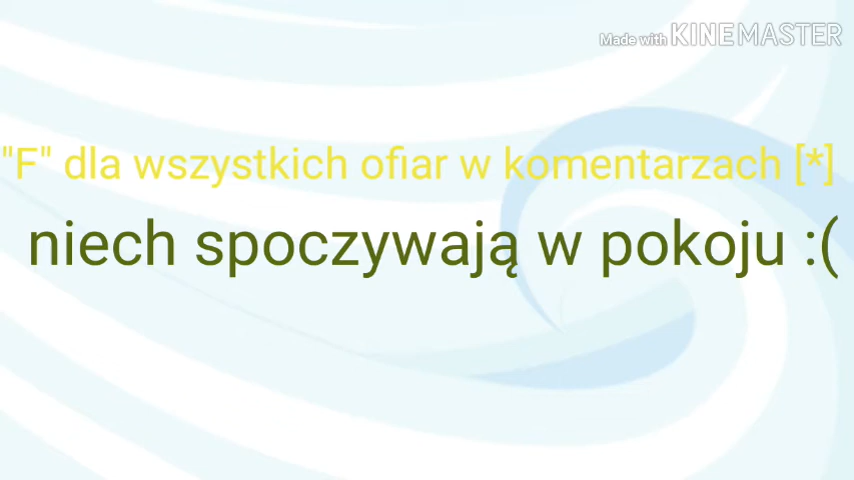 Made with KINEMASTER
"F" dla wszystkich ofiar w komentarzach [*]
niech spoczywają w pokoju :(